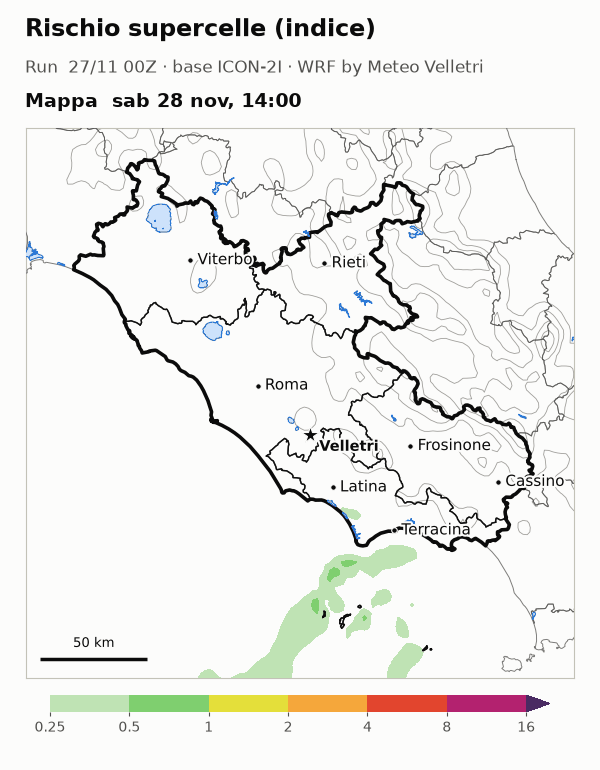 Rischio supercelle (indice)
Run  27/11 00Z · base ICON-2I · WRF by Meteo Velletri
Mappa  sab 28 nov, 14:00
Viterbo
Rieti
Roma
Velletri
Frosinone
Cassino
Latina
Terracina
50 km
0.25 0.5 1 2 4 8 16